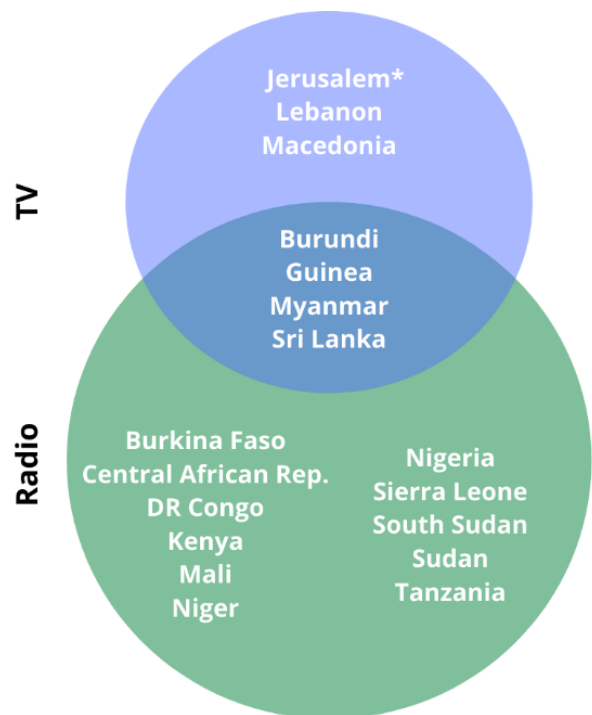 TV
Jerusalem*
Lebanon
Macedonia
Burundi
Guinea
Myanmar
Sri Lanka
Radio
Burkina Faso
Central African Rep.
DR Congo
Kenya
Mali
Niger
Nigeria
Sierra Leone
South Sudan
Sudan
Tanzania